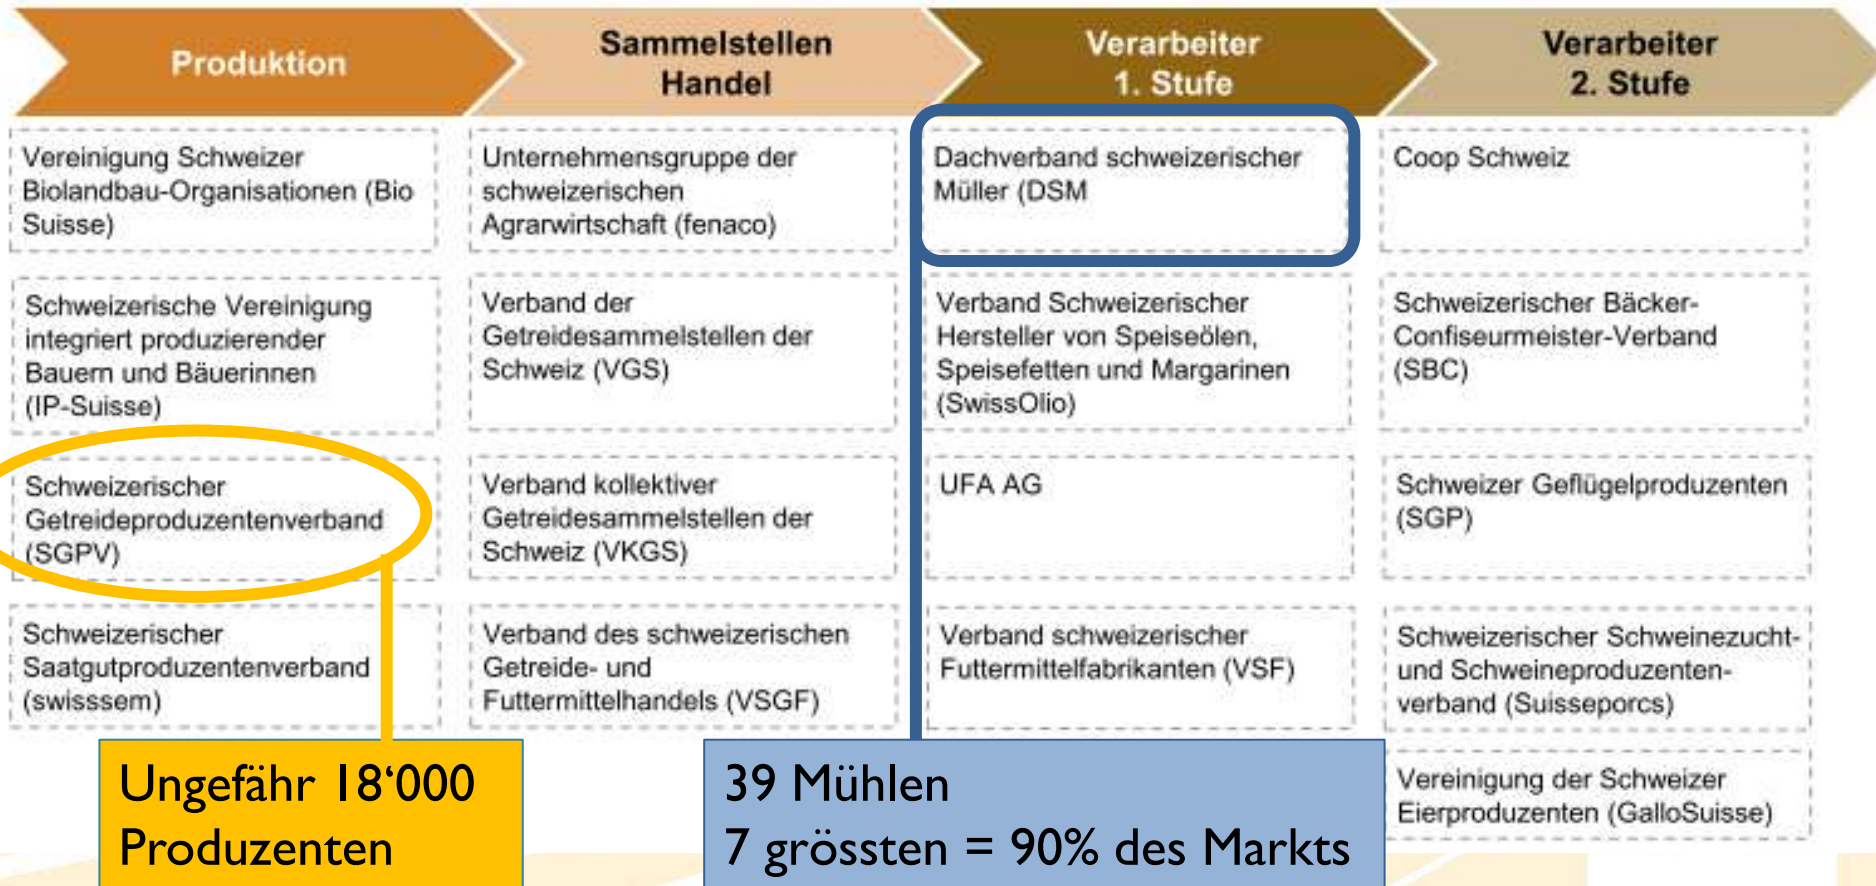 Produktion
Sammelstellen
Handel
Verarbeiter
1. Stufe
Verarbeiter
2. Stufe
Vereinigung Schweizer
Biolandbau-Organisationen (Bio
Suisse)
Schweizerische Vereinigung
integriert produzierender
Bauern und Bäuerinnen
(IP-Suisse)
Schweizerischer
Getreideproduzentenverband
(SGPV)
Schweizerischer
Saatgutproduzentenverband
(swisssem)
Ungefähr 18‘000
Produzenten
Unternehmensgruppe der
schweizerischen
Agrarwirtschaft (fenaco)
Verband der
Getreidesammelstellen der
Schweiz (VGS)
Verband kollektiver
Getreidesammelstellen der
Schweiz (VKGS)
Verband des schweizerischen
Getreide- und
Futtermittelhandels (VSGF)
Dachverband schweizerischer
Müller (DSM
Verband Schweizerischer
Hersteller von Speiseölen,
Speisefetten und Margarinen
(SwissOlio)
UFA AG
Verband schweizerischer
Futtermittelfabrikanten (VSF)
39 Mühlen
7 grössten = 90% des Markts
Coop Schweiz
Schweizerischer Bäcker-
Confiseurmeister-Verband
(SBC)
Schweizer Geflügelproduzenten
(SGP)
Schweizerischer Schweinezucht-
und Schweineproduzenten-
verband (Suisseporcs)
Vereinigung der Schweizer
Eierproduzenten (GalloSuisse)